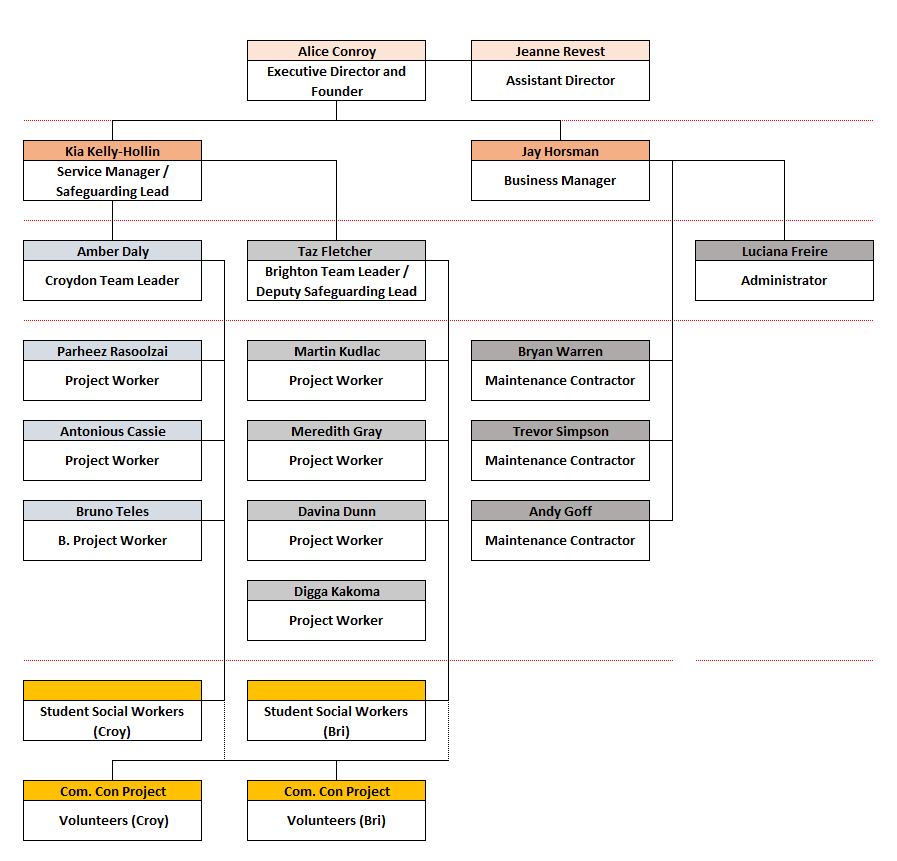 Alice Conroy
Executive Director and
Founder
Jeanne Revest
Assistant Director
Kia Kelly-Hollin
Service Manager /
Safeguarding Lead
Jay Horsman
Business Manager
Amber Daly
Croydon Team Leader
Taz Fletcher
Brighton Team Leader /
Deputy Safeguarding Lead
Luciana Freire
Administrator
Parheez Rasoolzai
Project Worker
Martin Kudlac
Project Worker
Bryan Warren
Maintenance Contractor
Antonious Cassie
Project Worker
Meredith Gray
Project Worker
Trevor Simpson
Maintenance Contractor
Bruno Teles
B. Project Worker
Davina Dunn
Project Worker
Andy Goff
Maintenance Contractor
Digga Kakoma
Project Worker
Student Social Workers
(Croy)
Student Social Workers
(Bri)
Com. Con Project
Volunteers (Croy)
Com. Con Project
Volunteers (Bri)